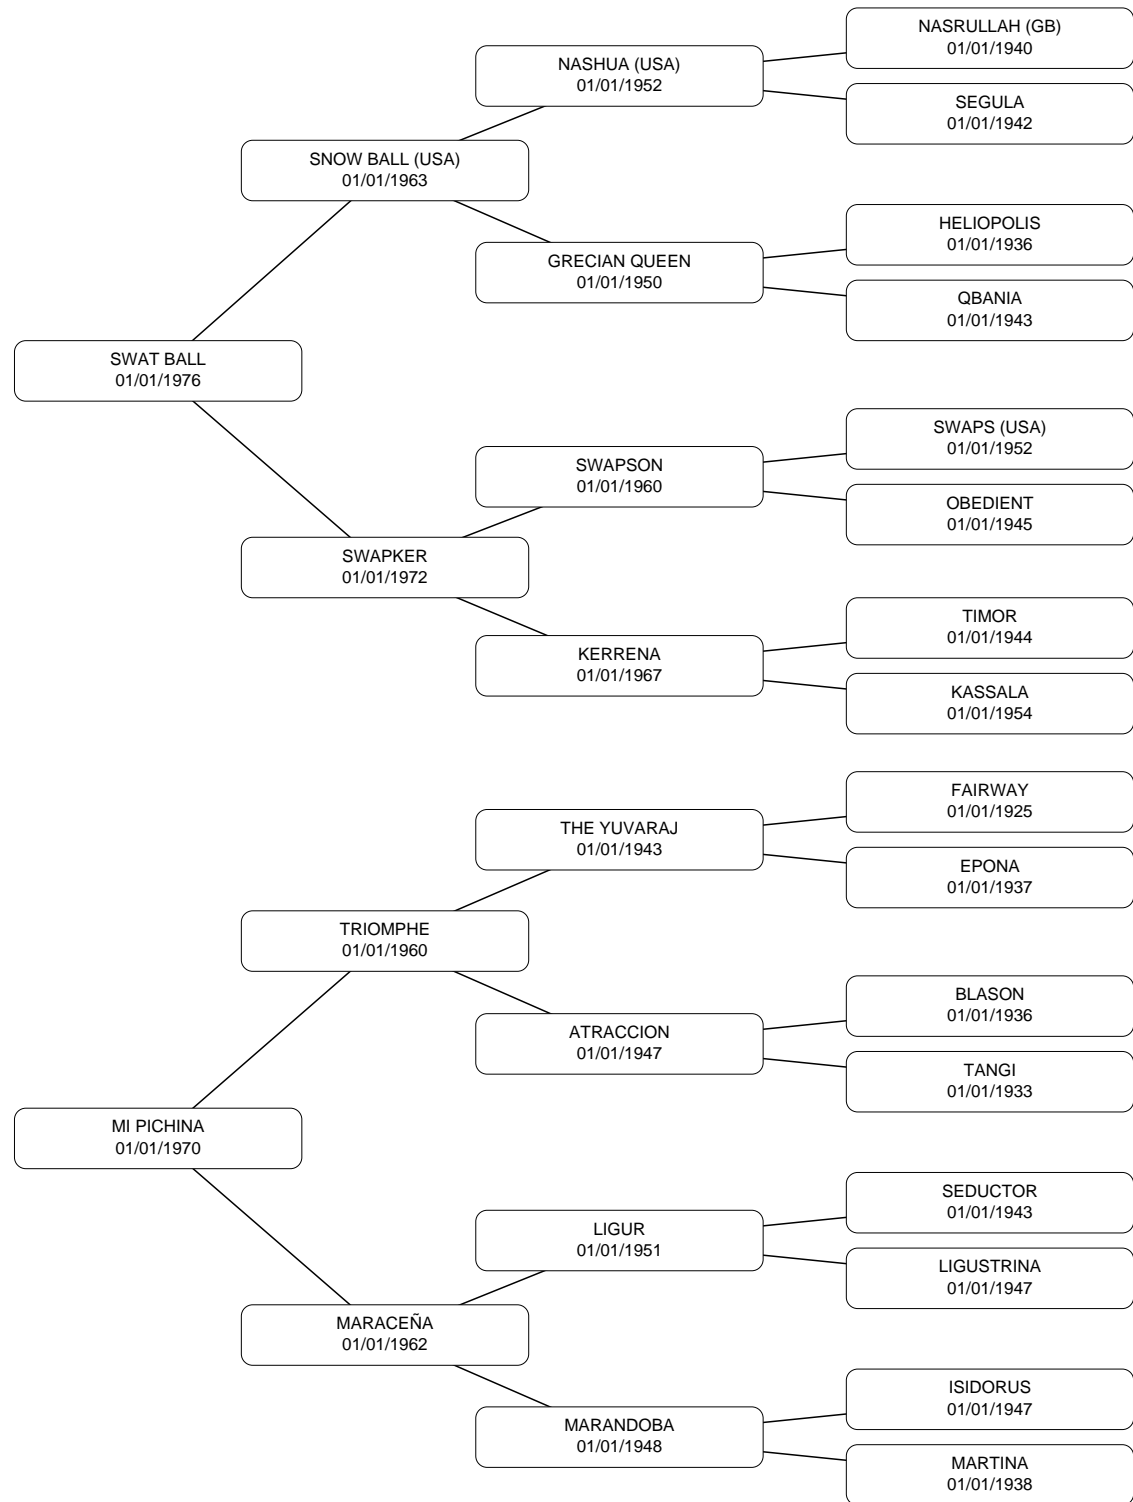 NASRULLAH (GB)
01/01/1940
NASHUA (USA)
01/01/1952
SEGULA
01/01/1942
SNOW BALL (USA)
01/01/1963
HELIOPOLIS
01/01/1936
GRECIAN QUEEN
01/01/1950
QBANIA
01/01/1943
SWAT BALL
01/01/1976
SWAPS (USA)
01/01/1952
SWAPSON
01/01/1960
OBEDIENT
01/01/1945
SWAPKER
01/01/1972
TIMOR
01/01/1944
KERRENA
01/01/1967
KASSALA
01/01/1954
FAIRWAY
01/01/1925
THE YUVARAJ
01/01/1943
EPONA
01/01/1937
TRIOMPHE
01/01/1960
BLASON
01/01/1936
ATRACCION
01/01/1947
TANGI
01/01/1933
MI PICHINA
01/01/1970
SEDUCTOR
01/01/1943
LIGUR
01/01/1951
LIGUSTRINA
01/01/1947
MARACEÑA
01/01/1962
ISIDORUS
01/01/1947
MARANDOBA
01/01/1948
MARTINA
01/01/1938